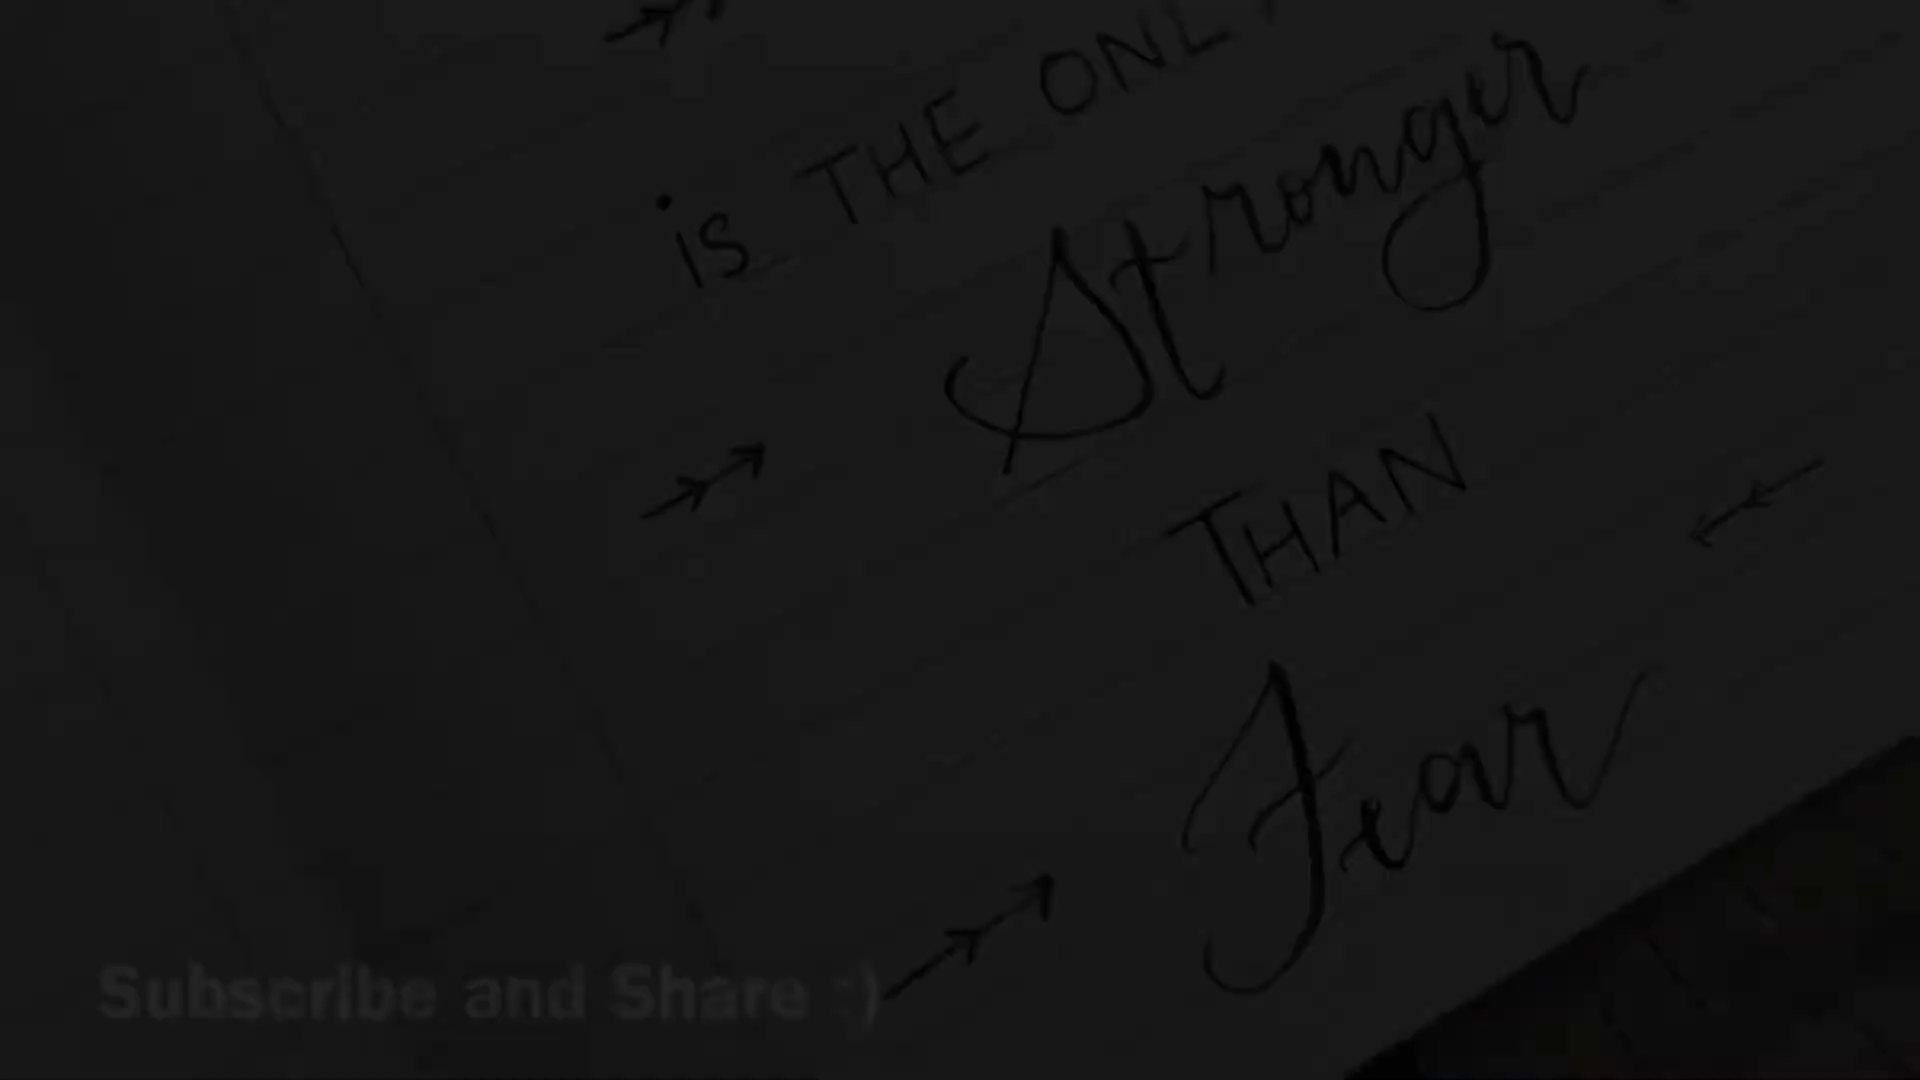 is THE ONL
Stronger
THAN
Fear
Subscribe and Share :)